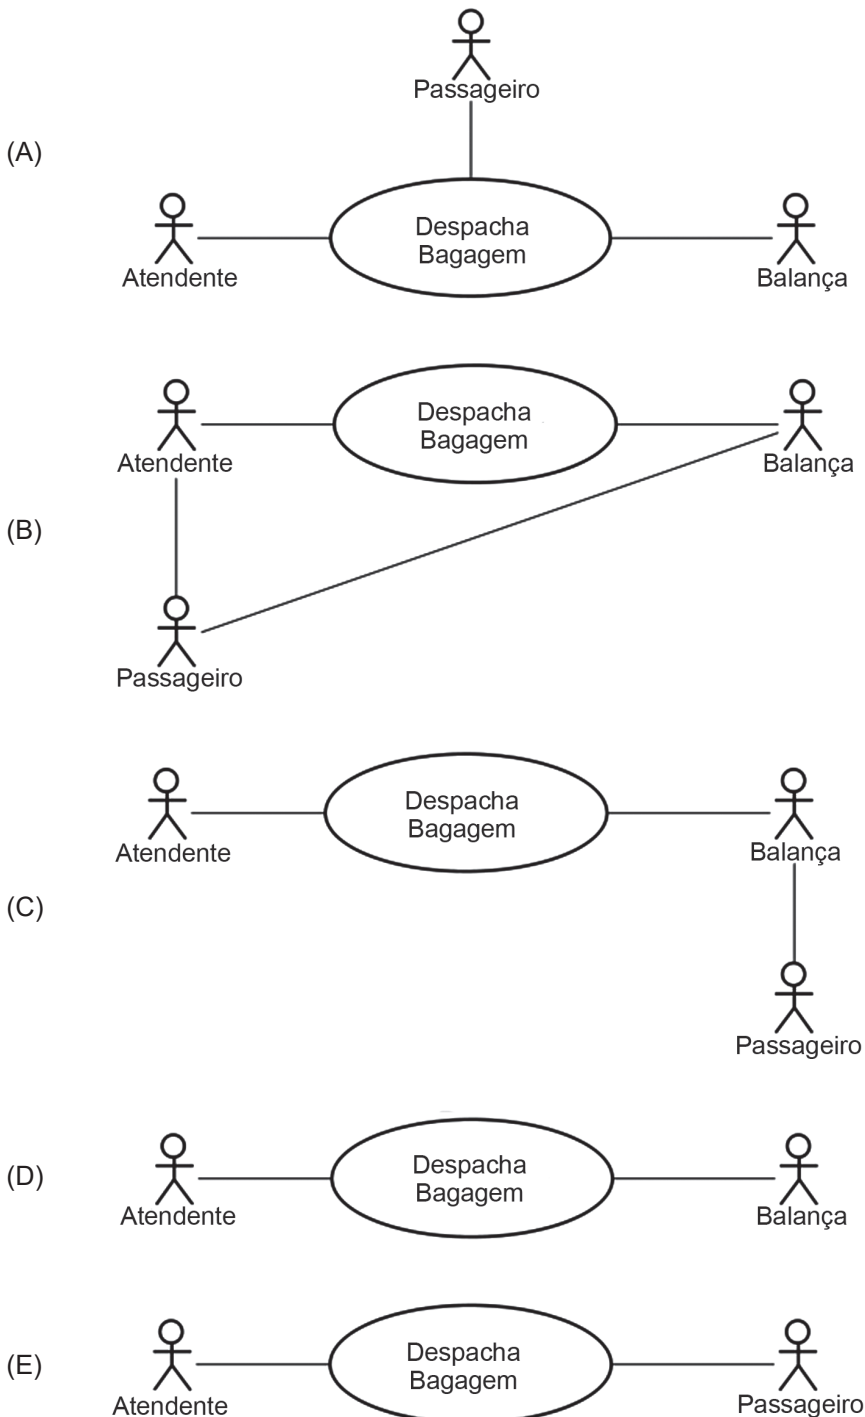 Passageiro
(A)
Despacha
Bagagem
Atendente
Balança
Despacha
Bagagem
Atendente
Balança
(B)
Passageiro
Despacha
Bagagem
Atendente
Balança
(C)
Passageiro
(D)
Despacha
Bagagem
Atendente
Balança
(E)
Despacha
Bagagem
Atendente
Passageiro